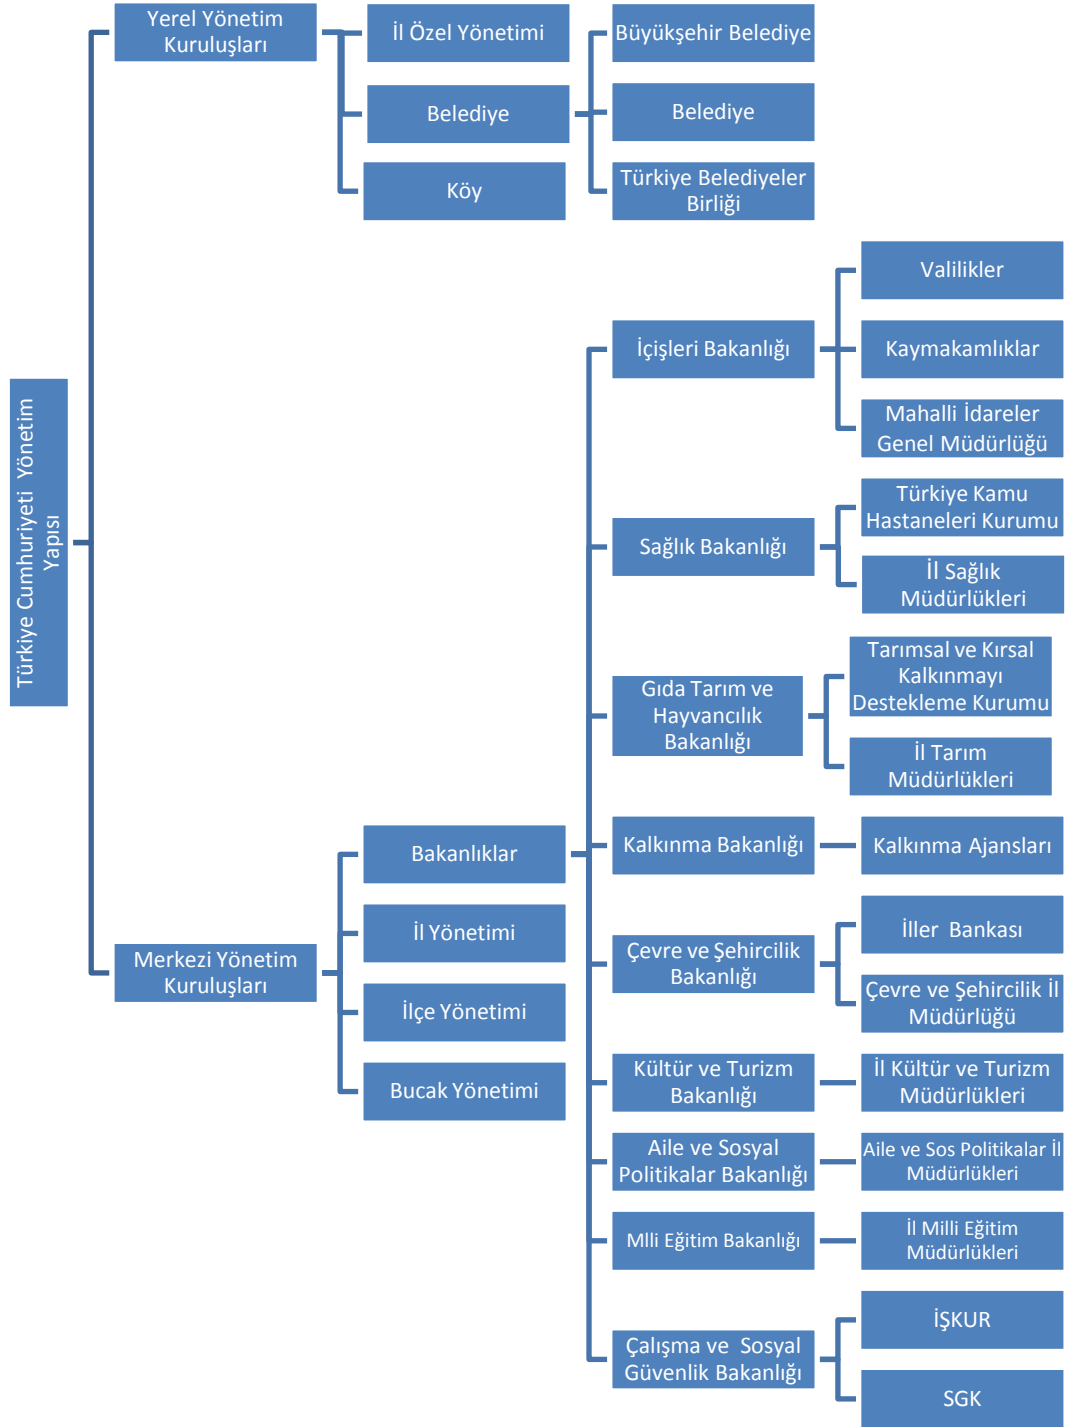 Türkiye Cumhuriyeti Yönetim
Yapısı
Yerel Yönetim
Kuruluşları
İl Özel Yönetimi
Belediye
Büyükşehir Belediye
Belediye
Türkiye Belediyeler
Birliği
Köy
Merkezi Yönetim
Kuruluşları
Bakanlıklar
İçişleri Bakanlığı
Valilikler
Kaymakamlıklar
Mahalli İdareler
Genel Müdürlüğü
Sağlık Bakanlığı
Türkiye Kamu
Hastaneleri Kurumu
İl Sağlık
Müdürlükleri
Gıda Tarım ve
Hayvancılık
Bakanlığı
Tarımsal ve Kırsal
Kalkınmayı
Destekleme Kurumu
İl Tarım
Müdürlükleri
Kalkınma Bakanlığı
Kalkınma Ajansları
Çevre ve Şehircilik
Bakanlığı
İller Bankası
Çevre ve Şehircilik İl
Müdürlüğü
Kültür ve Turizm
Bakanlığı
İl Kültür ve Turizm
Müdürlükleri
Aile ve Sosyal
Politikalar Bakanlığı
Aile ve Sos Politikalar İl
Müdürlükleri
Mlli Eğitim Bakanlığı
İl Milli Eğitim
Müdürlükleri
Çalışma ve Sosyal
Güvenlik Bakanlığı
İŞKUR
SGK
İl Yönetimi
İlçe Yönetimi
Bucak Yönetimi